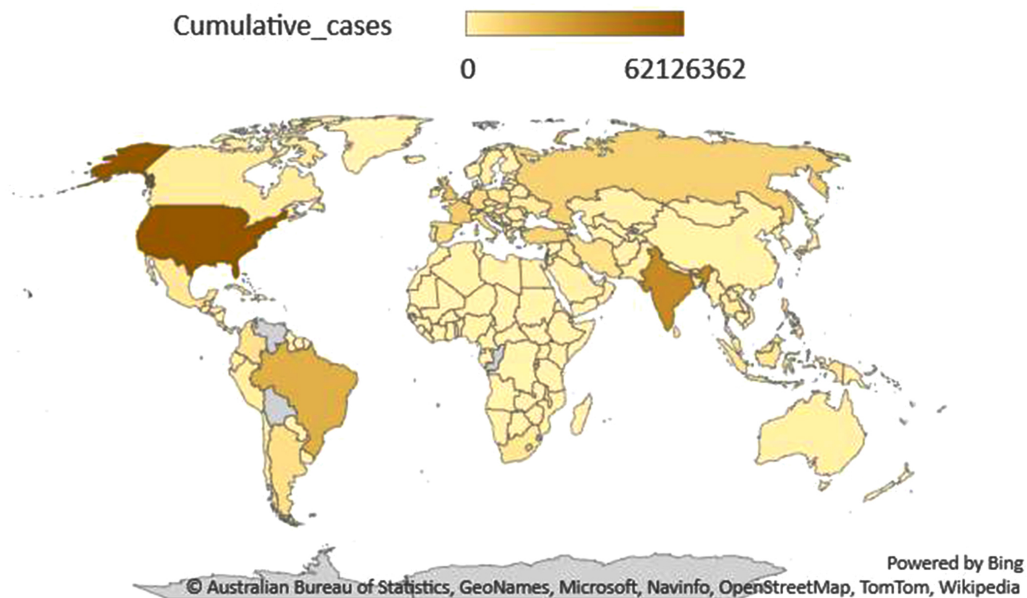 Cumulative_cases
0 62126362
Powered by Bing
© Australian Bureau of Statistics, GeoNames, Microsoft, Navinfo, OpenStreetMap, TomTom, Wikipedia